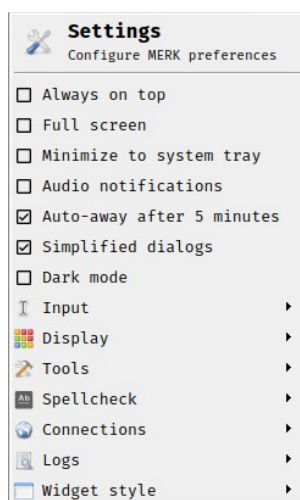 Settings
Configure MERK preferences
Always on top
Full screen
Minimize to system tray
Audio notifications
Auto-away after 5 minutes
Simplified dialogs
Dark mode
Input
Display
Tools
Ab
Spellcheck
Connections
Logs
Widget style